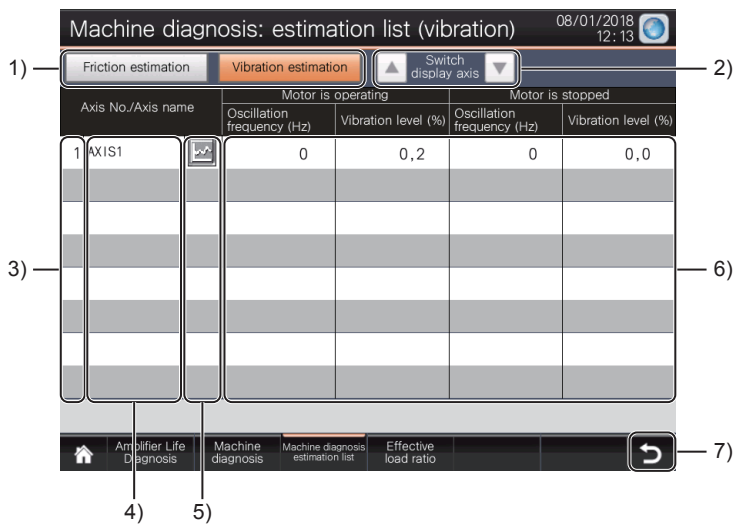 Machine diagnosis: estimation list (vibration)
08/01/2018
12:13
1)
Friction estimation
Vibration estimation
Switch
display axis
2)
Axis No./Axis name
Motor is operating
Motor is stopped
Oscillation
frequency (Hz)
Vibration level (%)
Oscillation
frequency (Hz)
Vibration level (%)
1 AXIS1 0 0,2 0 0,0
3)
6)
Amplifier Life
Diagnosis
Machine
diagnosis
Machine diagnosis
estimation list
Effective
load ratio
7)
4)
5)